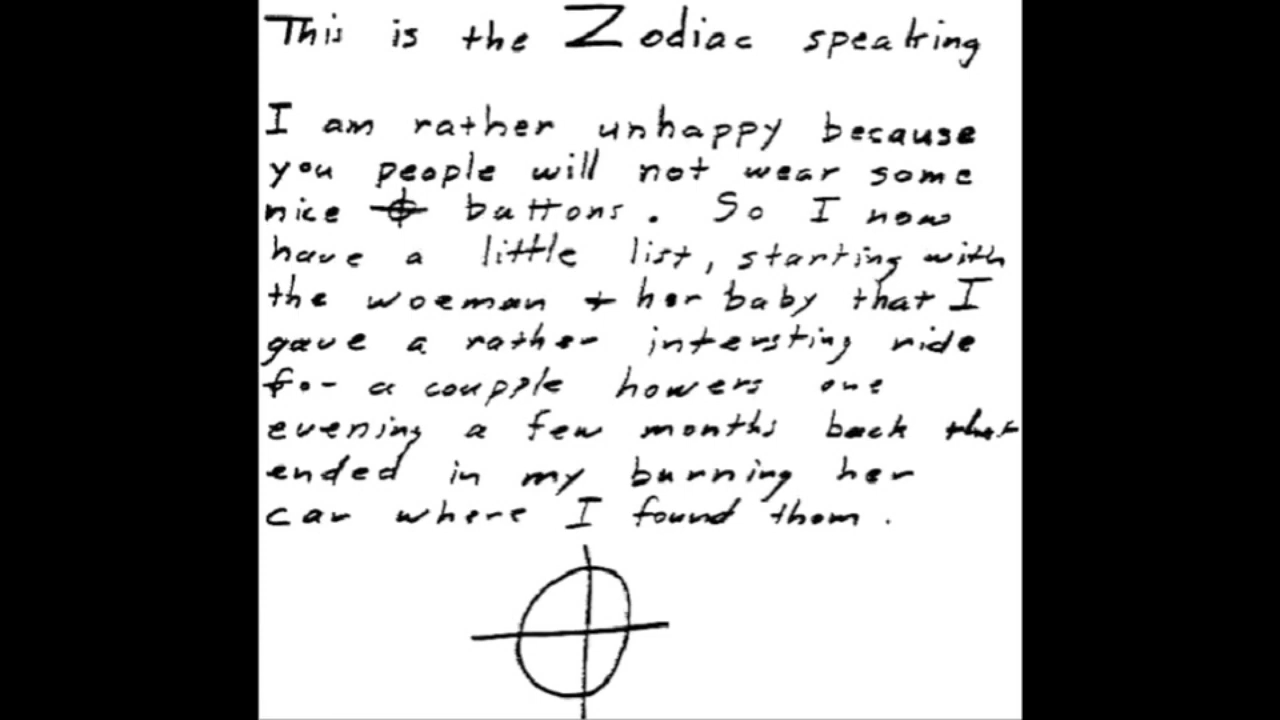 This is the Zodiac speaking
I am rather unhappy because
you people will not wear some
nice ⌖ buttons. So I now
have a little list, starting with
the woeman + her baby that I
gave a rather intersting ride
for a coupple howers one
evening a few months back that
ended in my burning her
car where I found them.